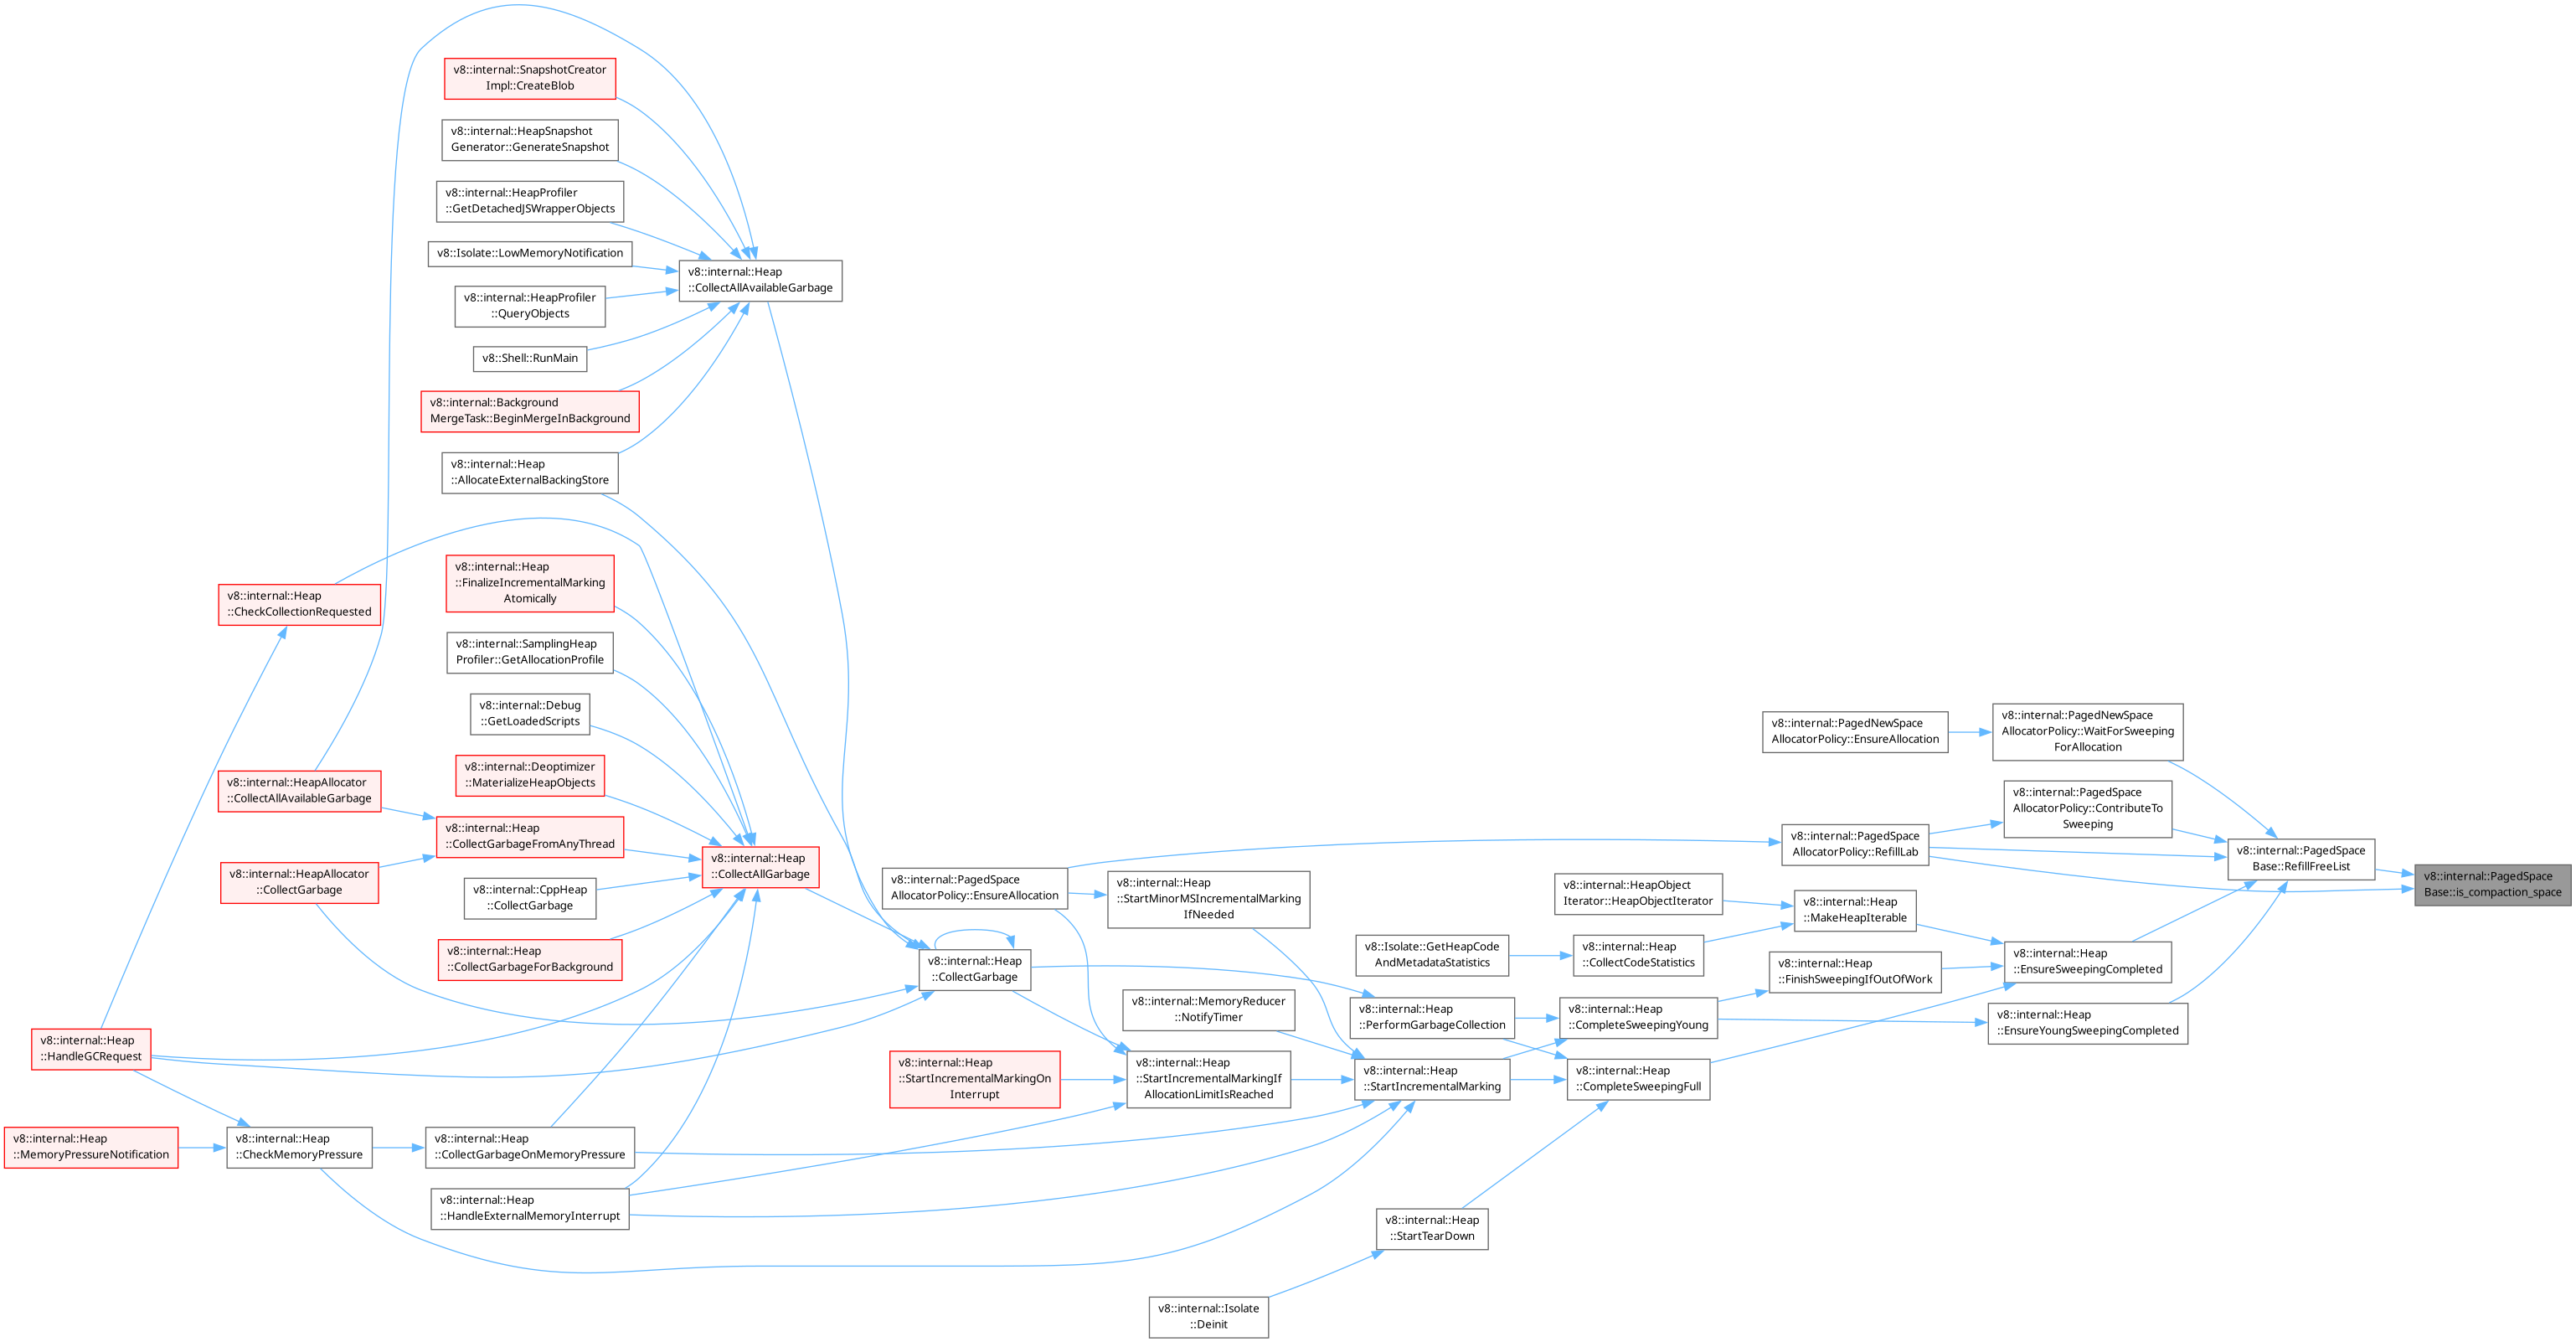 v8::internal::SnapshotCreator
Impl::CreateBlob
v8::internal::HeapSnapshot
Generator::GenerateSnapshot
v8::internal::HeapProfiler
::GetDetachedJSWrapperObjects
v8::Isolate::LowMemoryNotification
v8::internal::Heap
::CollectAllAvailableGarbage
v8::internal::HeapProfiler
::QueryObjects
v8::Shell::RunMain
v8::internal::Background
MergeTask::BeginMergeInBackground
v8::internal::Heap
::AllocateExternalBackingStore
v8::internal::Heap
::CheckCollectionRequested
v8::internal::Heap
::FinalizeIncrementalMarking
Atomically
v8::internal::SamplingHeap
Profiler::GetAllocationProfile
v8::internal::Debug
::GetLoadedScripts
v8::internal::HeapAllocator
::CollectAllAvailableGarbage
v8::internal::Deoptimizer
::MaterializeHeapObjects
v8::internal::Heap
::CollectGarbageFromAnyThread
v8::internal::HeapAllocator
::CollectGarbage
v8::internal::CppHeap
::CollectGarbage
v8::internal::Heap
::CollectAllGarbage
v8::internal::Heap
::CollectGarbageForBackground
v8::internal::PagedSpace
AllocatorPolicy::EnsureAllocation
v8::internal::Heap
::StartMinorMSIncrementalMarking
IfNeeded
v8::internal::Heap
::CollectGarbage
v8::internal::PagedNewSpace
AllocatorPolicy::EnsureAllocation
v8::internal::PagedNewSpace
AllocatorPolicy::WaitForSweeping
ForAllocation
v8::internal::PagedSpace
AllocatorPolicy::ContributeTo
Sweeping
v8::internal::PagedSpace
AllocatorPolicy::RefillLab
v8::internal::PagedSpace
Base::RefillFreeList
v8::internal::PagedSpace
Base::is_compaction_space
v8::internal::HeapObject
Iterator::HeapObjectIterator
v8::internal::Heap
::MakeHeapIterable
v8::Isolate::GetHeapCode
AndMetadataStatistics
v8::internal::Heap
::CollectCodeStatistics
v8::internal::Heap
::FinishSweepingIfOutOfWork
v8::internal::Heap
::EnsureSweepingCompleted
v8::internal::MemoryReducer
::NotifyTimer
v8::internal::Heap
::PerformGarbageCollection
v8::internal::Heap
::CompleteSweepingYoung
v8::internal::Heap
::EnsureYoungSweepingCompleted
v8::internal::Heap
::HandleGCRequest
v8::internal::Heap
::StartIncrementalMarkingOn
Interrupt
v8::internal::Heap
::StartIncrementalMarkingIf
AllocationLimitIsReached
v8::internal::Heap
::StartIncrementalMarking
v8::internal::Heap
::CompleteSweepingFull
v8::internal::Heap
::MemoryPressureNotification
v8::internal::Heap
::CheckMemoryPressure
v8::internal::Heap
::CollectGarbageOnMemoryPressure
v8::internal::Heap
::HandleExternalMemoryInterrupt
v8::internal::Heap
::StartTearDown
v8::internal::Isolate
::Deinit